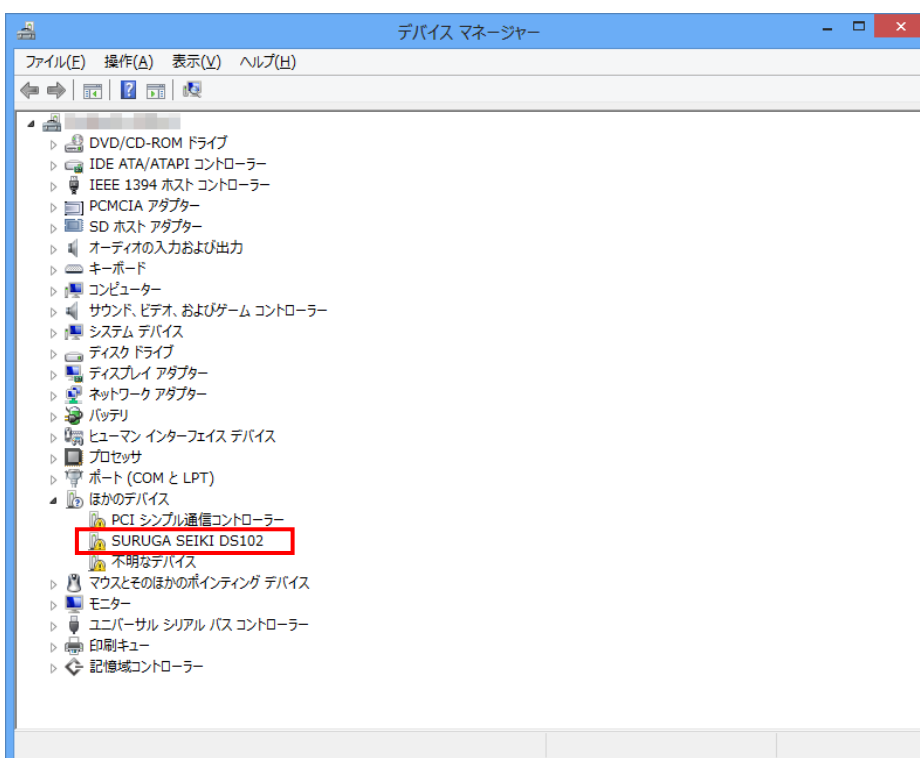 デバイス マネージャー
ファイル(F) 操作(A) 表示(V) ヘルプ(H)
DVD/CD-ROM ドライブ
IDE ATA/ATAPI コントローラー
IEEE 1394 ホスト コントローラー
PCMCIA アダプター
SD ホスト アダプター
オーディオの入力および出力
キーボード
コンピューター
サウンド、ビデオ、およびゲーム コントローラー
システム デバイス
ディスク ドライブ
ディスプレイ アダプター
ネットワーク アダプター
バッテリ
ヒューマン インターフェイス デバイス
プロセッサ
ポート (COM と LPT)
ほかのデバイス
PCI シンプル通信コントローラー
SURUGA SEIKI DS102
不明なデバイス
マウスとそのほかのポインティング デバイス
モニター
ユニバーサル シリアル バス コントローラー
印刷キュー
記憶域コントローラー